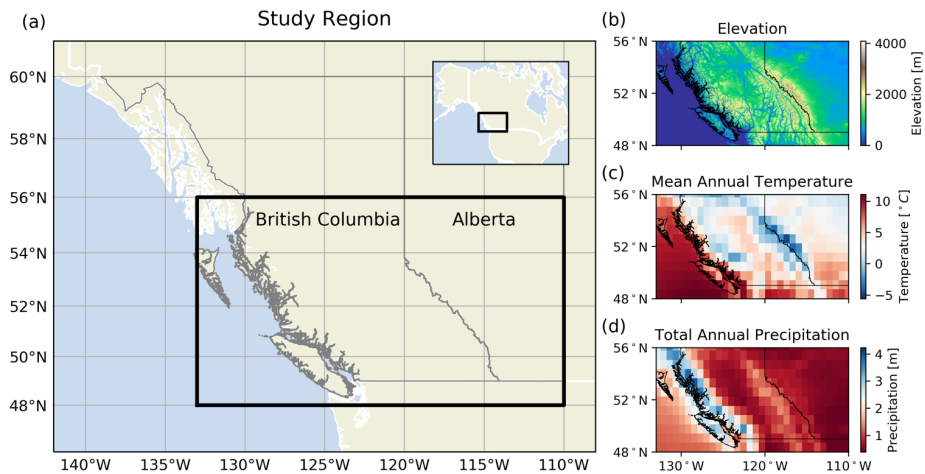 (a)
Study Region
60°N
58°N
56°N
54°N
52°N
50°N
48°N
140°W
135°W
130°W
125°W
120°W
115°W
110°W
British Columbia
Alberta
(b)
Elevation
56°N
52°N
48°N
4000
2000
0
Elevation [m]
(c)
Mean Annual Temperature
56°N
52°N
48°N
10
5
0
−5
Temperature [°C]
(d)
Total Annual Precipitation
56°N
52°N
48°N
130°W
120°W
110°W
4
3
2
1
Precipitation [m]